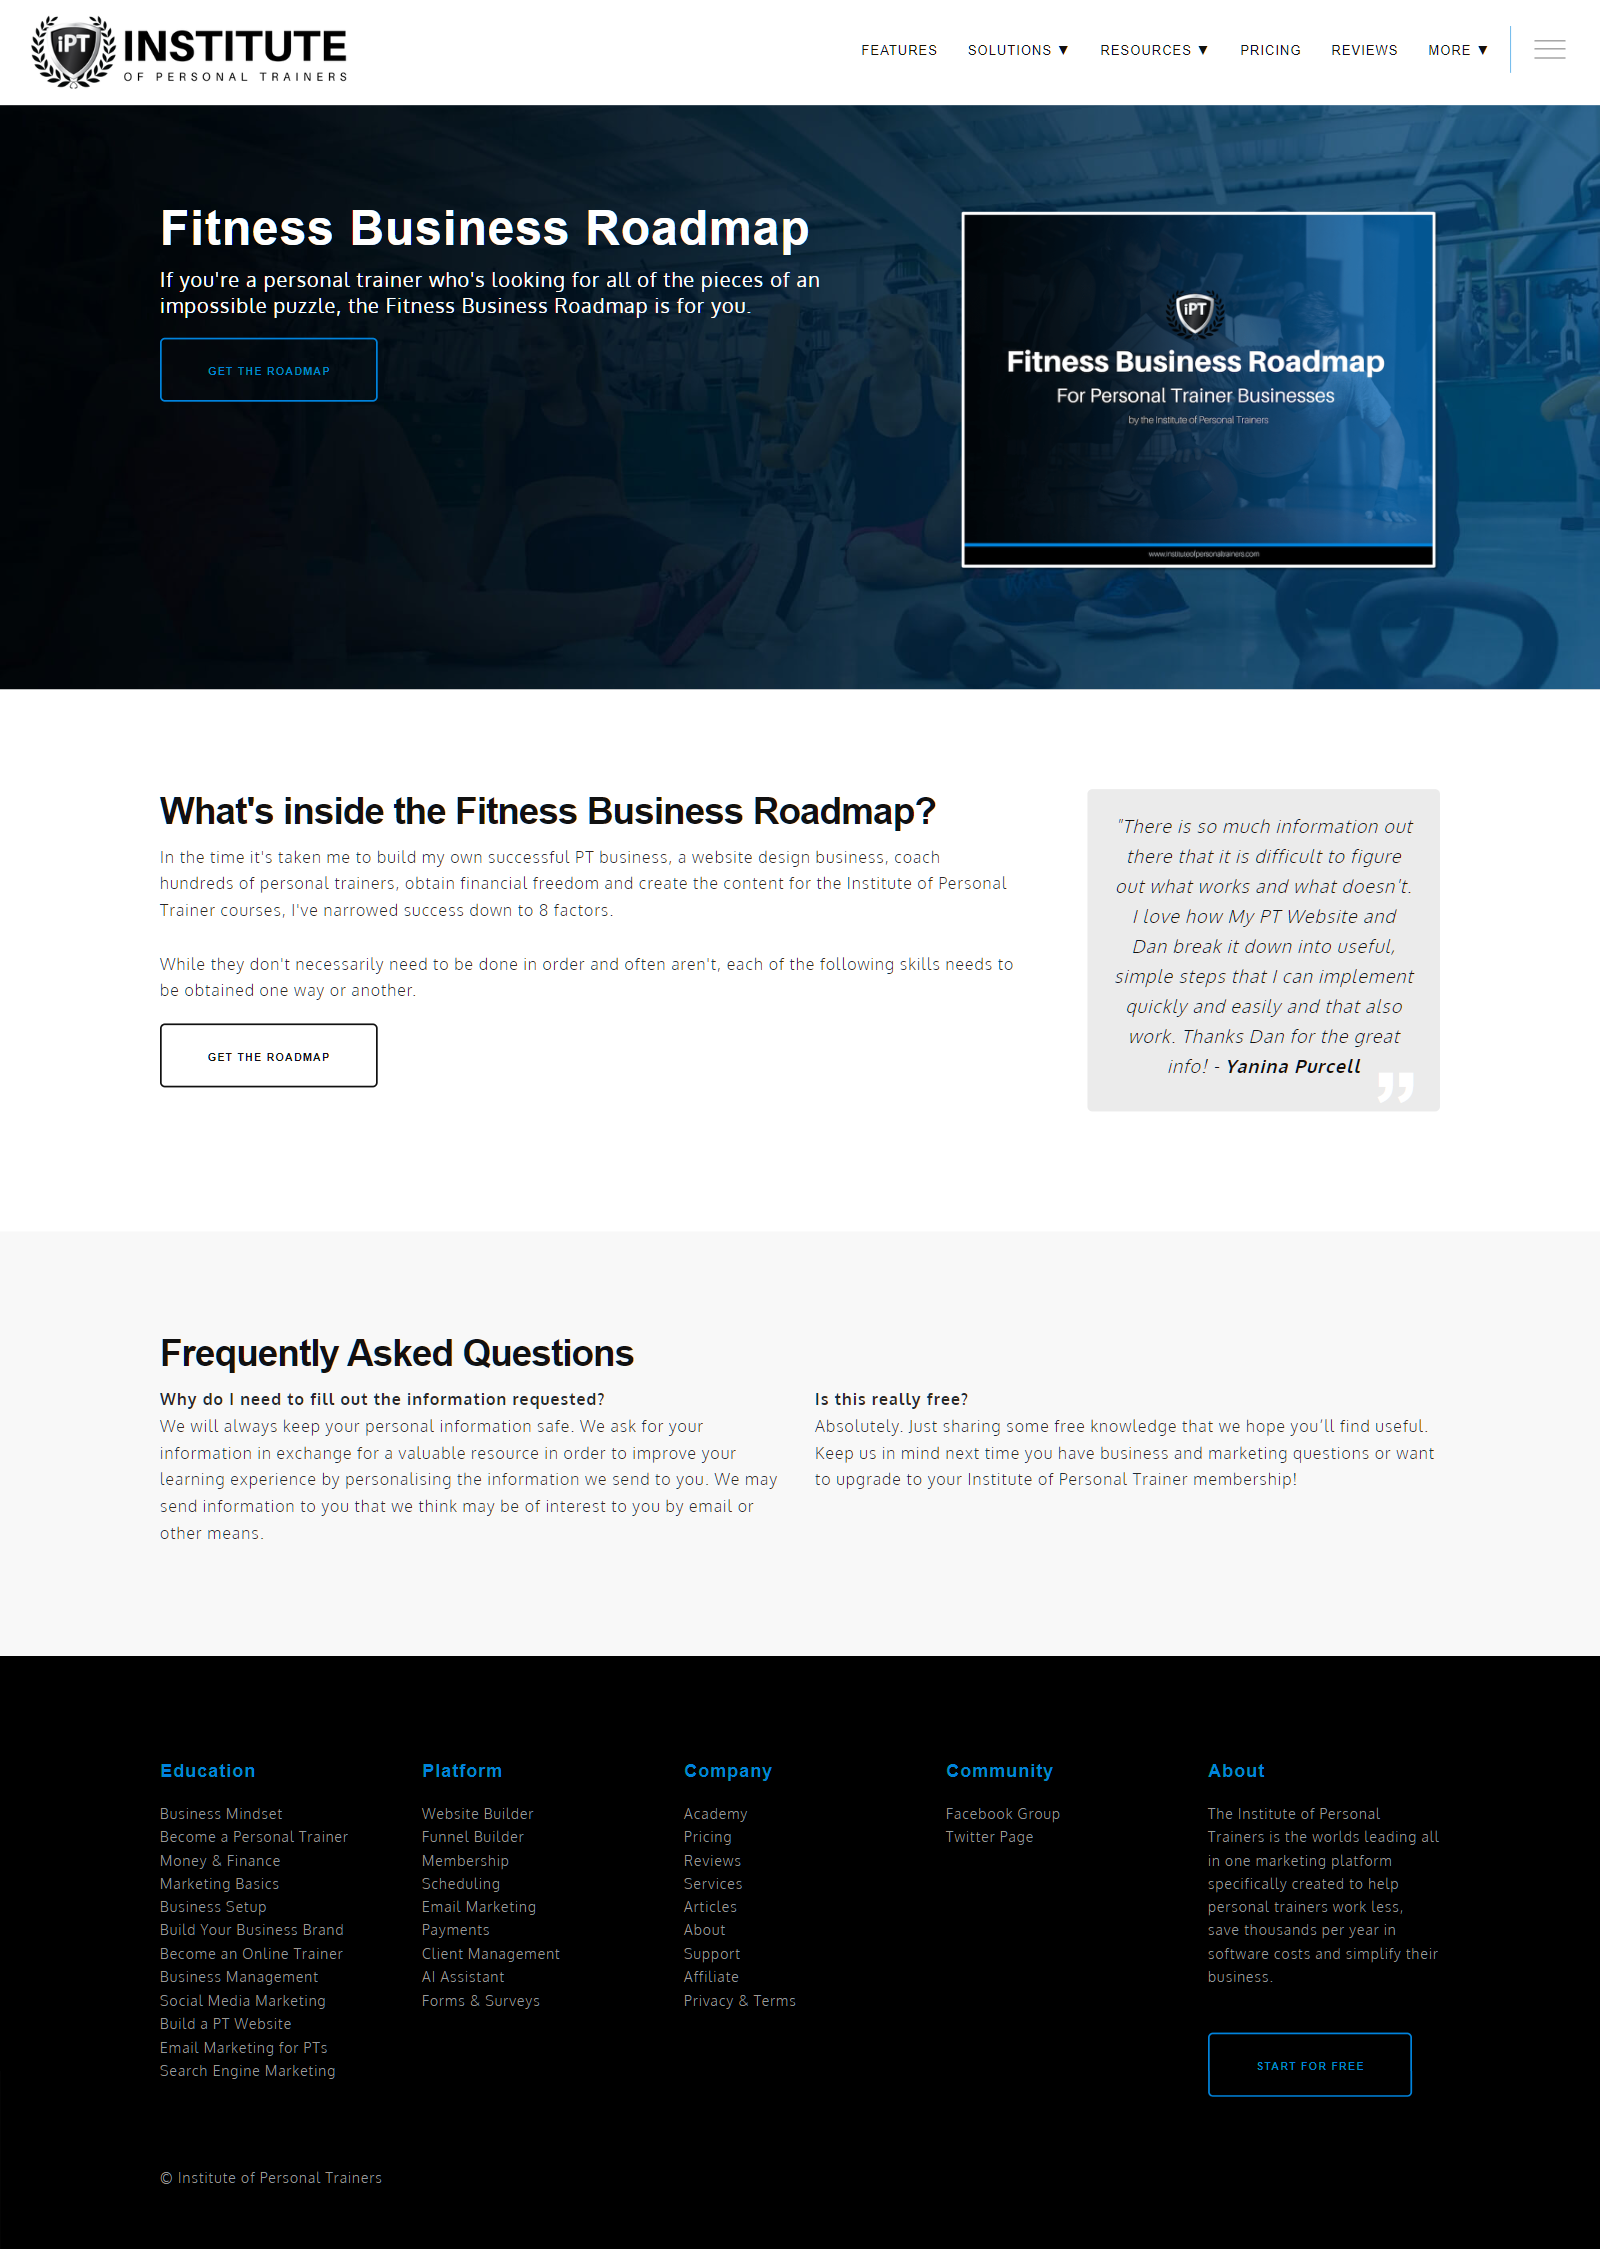 iPT INSTITUTE
OF PERSONAL TRAINERS
FEATURES SOLUTIONS ▼ RESOURCES ▼ PRICING REVIEWS MORE ▼
Fitness Business Roadmap
If you're a personal trainer who's looking for all of the pieces of an
impossible puzzle, the Fitness Business Roadmap is for you.
GET THE ROADMAP
iPT
Fitness Business Roadmap
For Personal Trainer Businesses
by the Institute of Personal Trainers
www.instituteofpersonaltrainers.com
What's inside the Fitness Business Roadmap?
In the time it's taken me to build my own successful PT business, a website design business, coach
hundreds of personal trainers, obtain financial freedom and create the content for the Institute of Personal
Trainer courses, I've narrowed success down to 8 factors.
While they don't necessarily need to be done in order and often aren't, each of the following skills needs to
be obtained one way or another.
GET THE ROADMAP
"There is so much information out
there that it is difficult to figure
out what works and what doesn't.
I love how My PT Website and
Dan break it down into useful,
simple steps that I can implement
quickly and easily and that also
work. Thanks Dan for the great
info! - Yanina Purcell
Frequently Asked Questions
Why do I need to fill out the information requested?
We will always keep your personal information safe. We ask for your
information in exchange for a valuable resource in order to improve your
learning experience by personalising the information we send to you. We may
send information to you that we think may be of interest to you by email or
other means.
Is this really free?
Absolutely. Just sharing some free knowledge that we hope you’ll find useful.
Keep us in mind next time you have business and marketing questions or want
to upgrade to your Institute of Personal Trainer membership!
Education
Business Mindset
Become a Personal Trainer
Money & Finance
Marketing Basics
Business Setup
Build Your Business Brand
Become an Online Trainer
Business Management
Social Media Marketing
Build a PT Website
Email Marketing for PTs
Search Engine Marketing
Platform
Website Builder
Funnel Builder
Membership
Scheduling
Email Marketing
Payments
Client Management
AI Assistant
Forms & Surveys
Company
Academy
Pricing
Reviews
Services
Articles
About
Support
Affiliate
Privacy & Terms
Community
Facebook Group
Twitter Page
About
The Institute of Personal
Trainers is the worlds leading all
in one marketing platform
specifically created to help
personal trainers work less,
save thousands per year in
software costs and simplify their
business.
START FOR FREE
© Institute of Personal Trainers